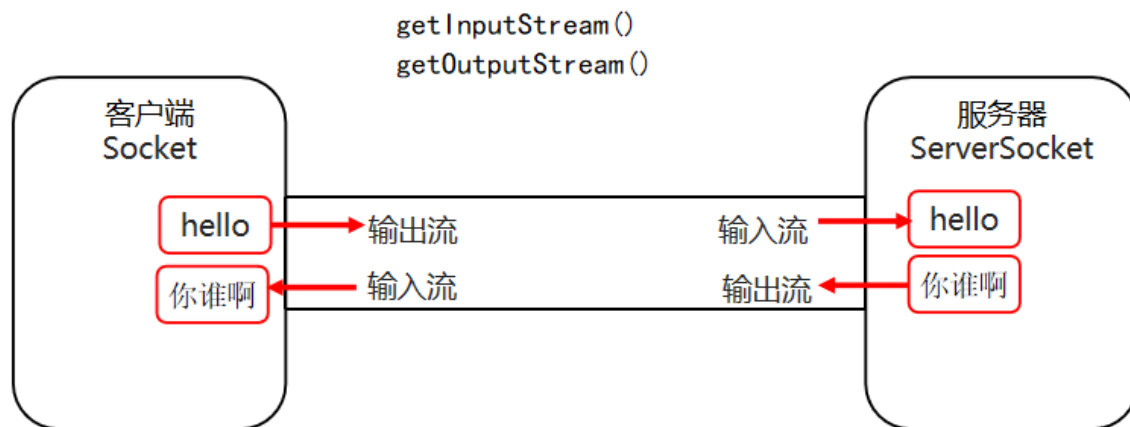 getInputStream()
getOutputStream()
客户端
Socket
服务器
ServerSocket
hello
输出流
输入流
hello
你谁啊
输入流
输出流
你谁啊